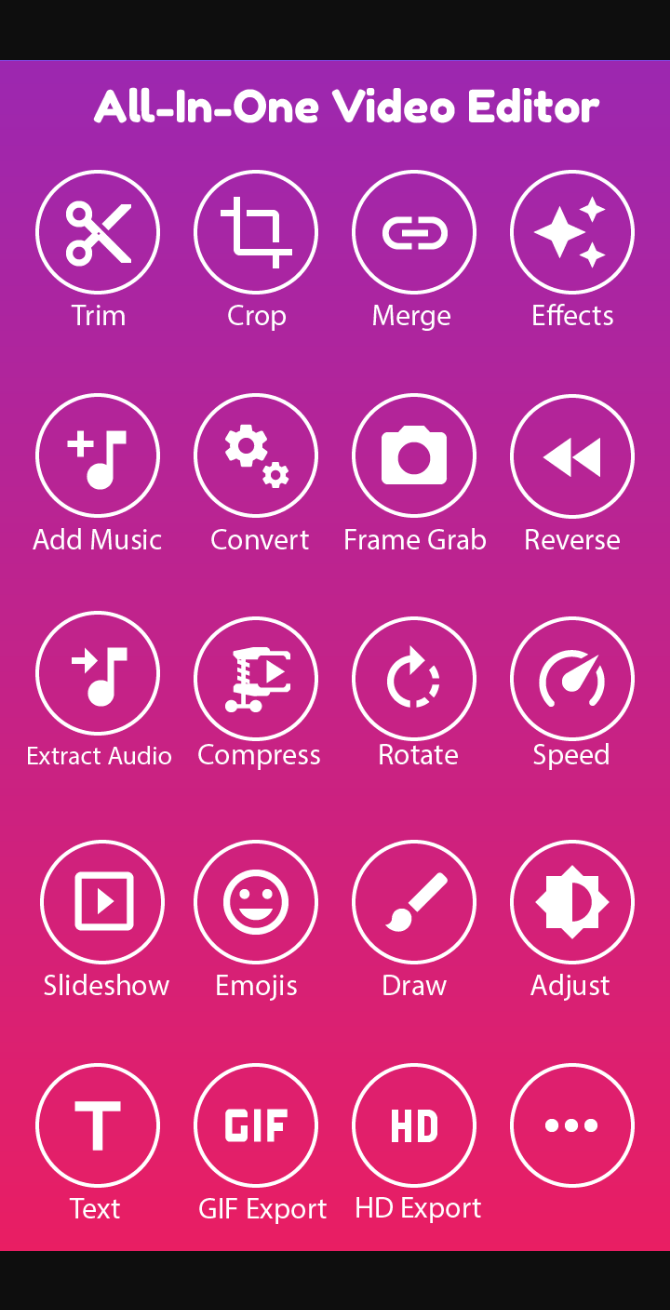 All-In-One Video Editor
Trim Crop Merge Effects
Add Music Convert Frame Grab Reverse
Extract Audio Compress Rotate Speed
Slideshow Emojis Draw Adjust
T GIF HD
Text GIF Export HD Export